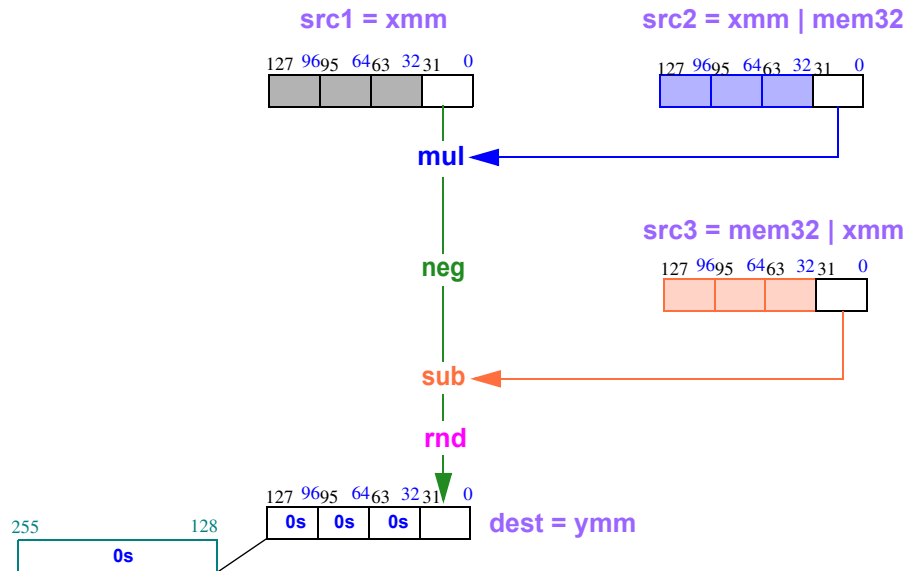 src1 = xmm
src2 = xmm | mem32
127 96 95 64 63 32 31 0
127 96 95 64 63 32 31 0
mul
src3 = mem32 | xmm
neg
127 96 95 64 63 32 31 0
sub
rnd
127 96 95 64 63 32 31 0
0s 0s 0s
dest = ymm
255 128
0s